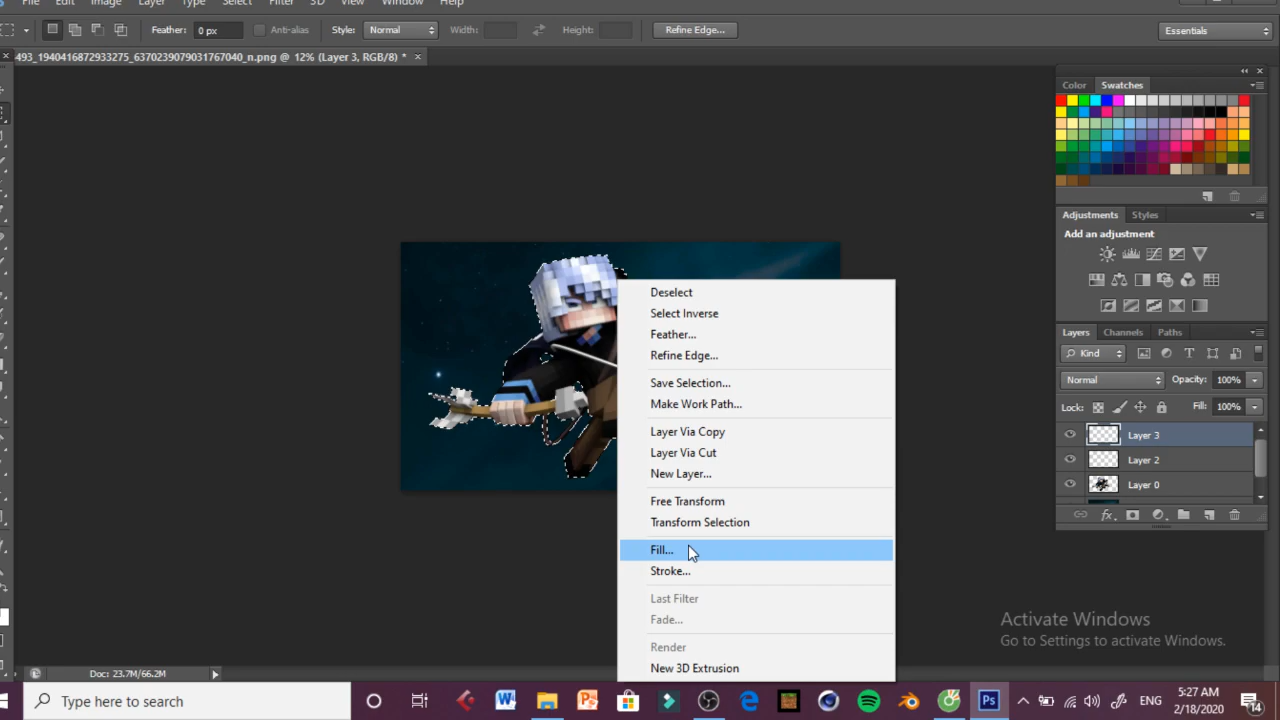 File Edit Image Layer Type Select Filter 3D View Window Help
Feather: 0 px Anti-alias Style: Normal Width: Height: Refine Edge... Essentials
493_1940416872933275_6370239079031767040_n.png @ 12% (Layer 3, RGB/8) *
Color Swatches
Adjustments Styles
Add an adjustment
Layers Channels Paths
Kind
Normal Opacity: 100%
Lock: Fill: 100%
Layer 3
Layer 2
Layer 0
Deselect
Select Inverse
Feather...
Refine Edge...
Save Selection...
Make Work Path...
Layer Via Copy
Layer Via Cut
New Layer...
Free Transform
Transform Selection
Fill...
Stroke...
Last Filter
Fade...
Render
New 3D Extrusion
Activate Windows
Go to Settings to activate Windows.
Doc: 23.7M/66.2M
Type here to search
ENG
5:27 AM
2/18/2020
14